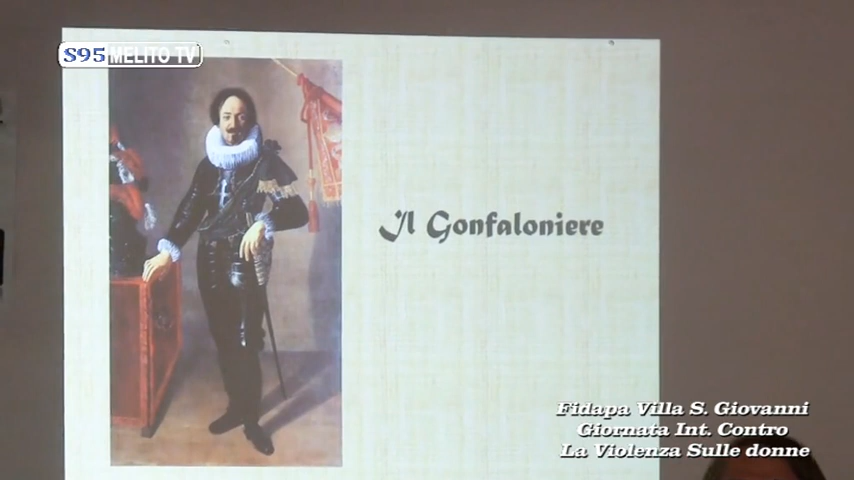 S95 MELITO TV
Il Gonfaloniere
Fidapa Villa S. Giovanni
Giornata Int. Contro
La Violenza Sulle donne